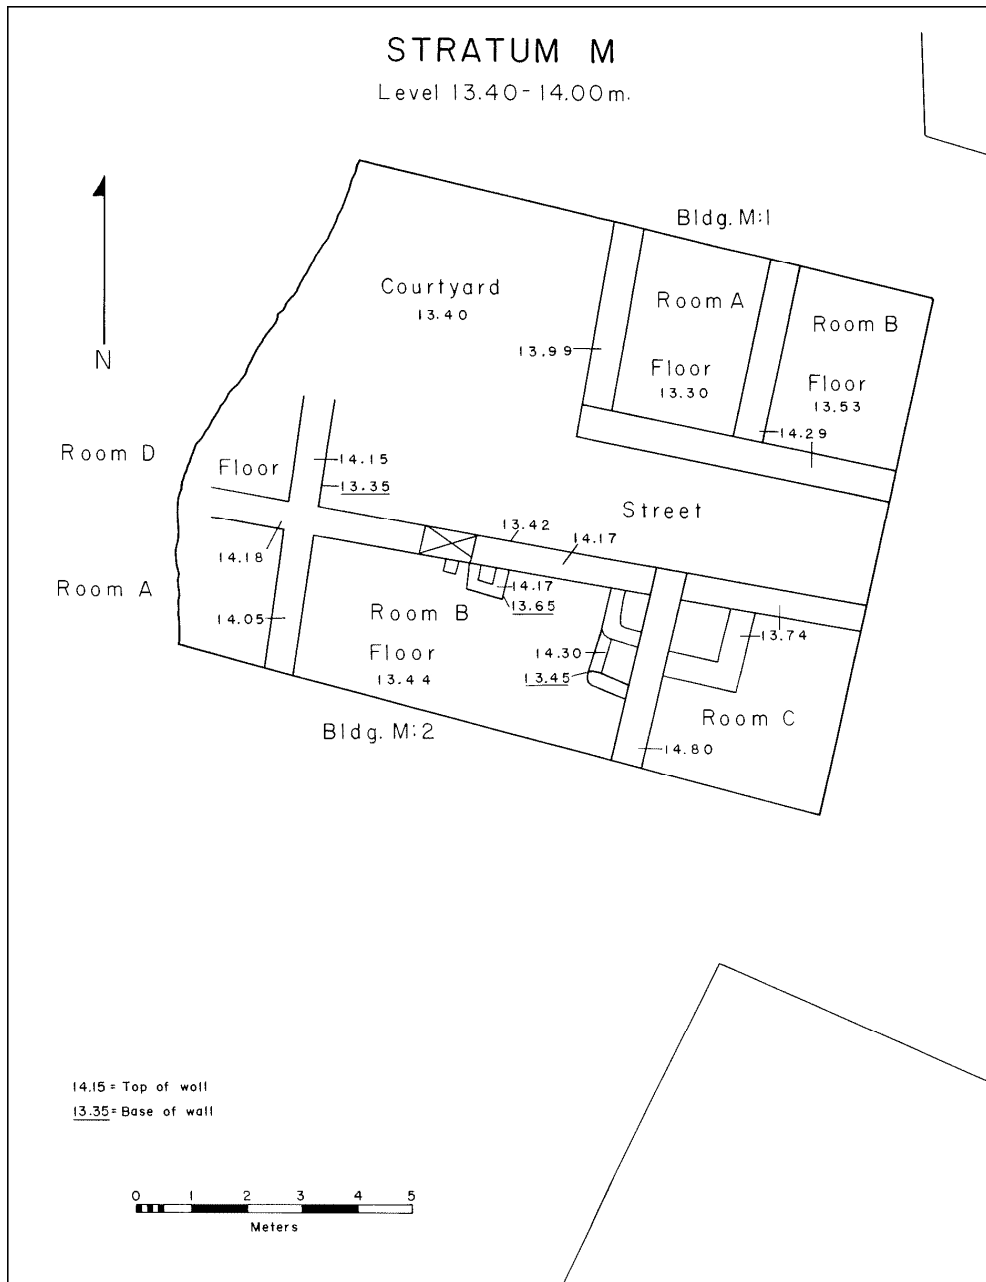 STRATUM M
Level 13.40-14.00m.
Bldg. M:1
Courtyard
13.40
Room A
Room B
13.99
Floor
13.30
Floor
13.53
14.29
N
Room D
Floor
14.15
13.35
Street
13.42
14.17
14.18
Room A
14.05
14.17
13.65
Room B
Floor
13.44
14.30
13.45
13.74
Room C
Bldg. M:2
14.80
14.15 = Top of woll
13.35 = Base of wall
0 1 2 3 4 5
Meters